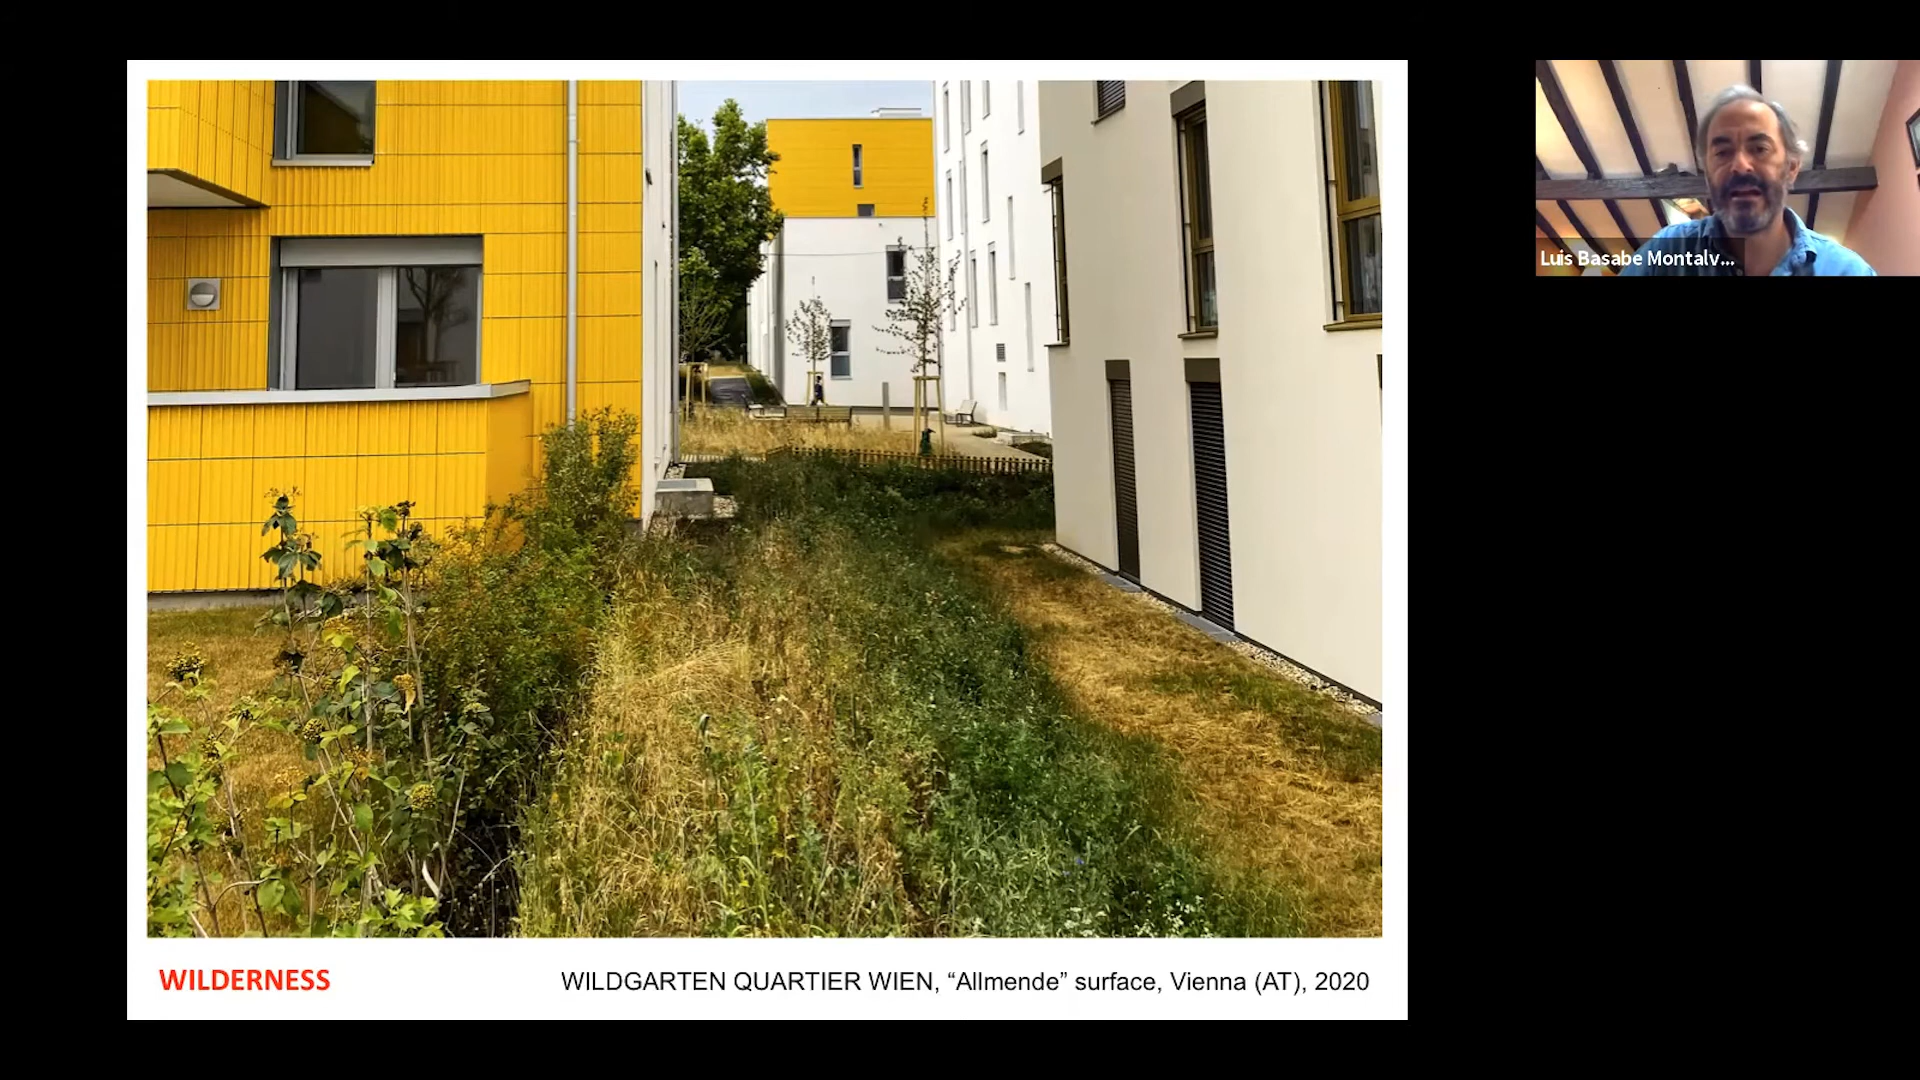 Luis Basabe Montalv...
WILDERNESS
WILDGARTEN QUARTIER WIEN, “Allmende” surface, Vienna (AT), 2020